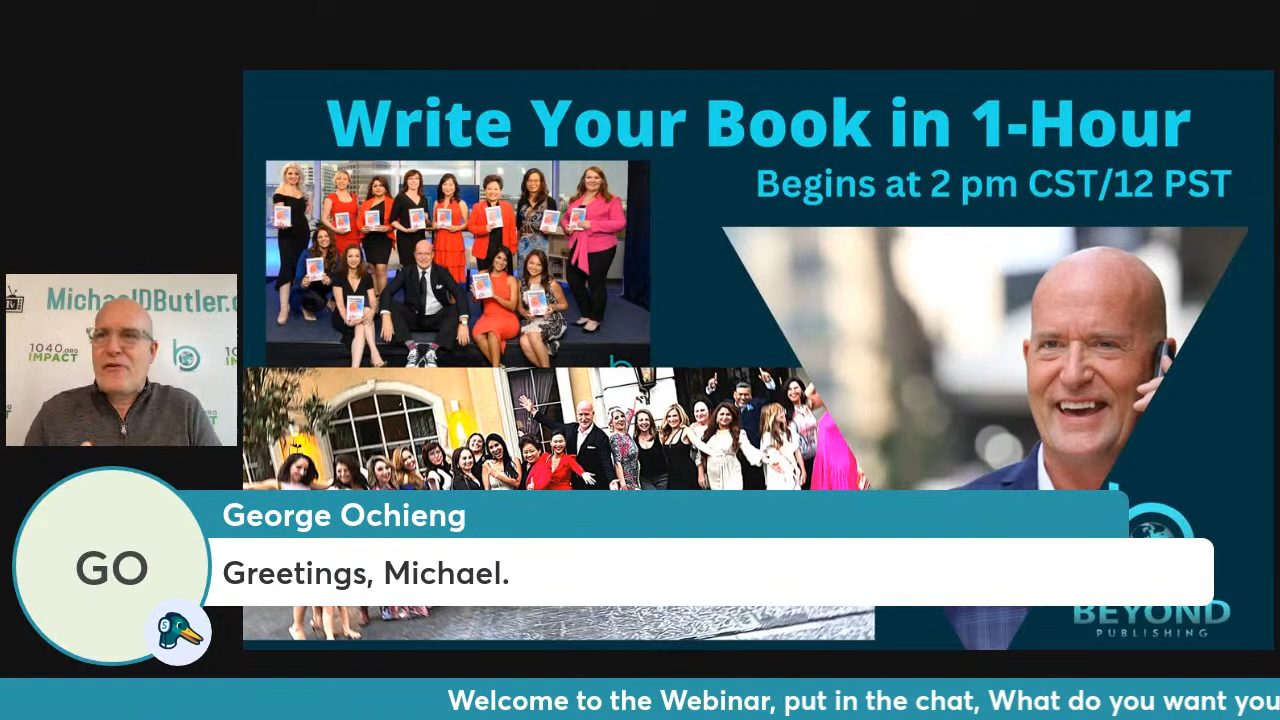 Write Your Book in 1-Hour
Begins at 2 pm CST/12 PST
MichaelDButler.c
1040.ORG
IMPACT
George Ochieng
GO
Greetings, Michael.
BEYOND
PUBLISHING
Welcome to the Webinar, put in the chat, What do you want you